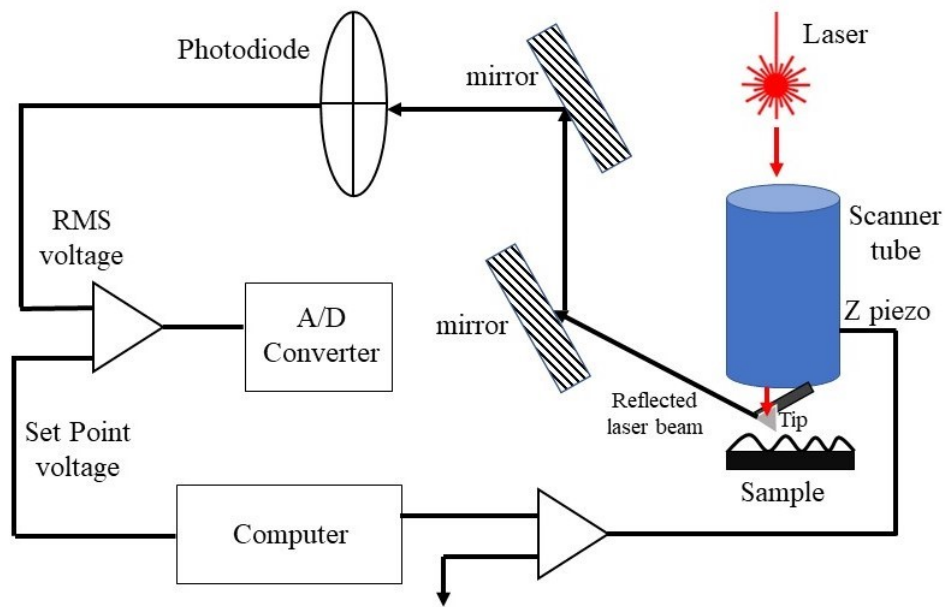 Laser
Photodiode
mirror
Scanner
tube
RMS
voltage
Z piezo
A/D
Converter
mirror
Reflected
laser beam
Tip
Set Point
voltage
Sample
Computer